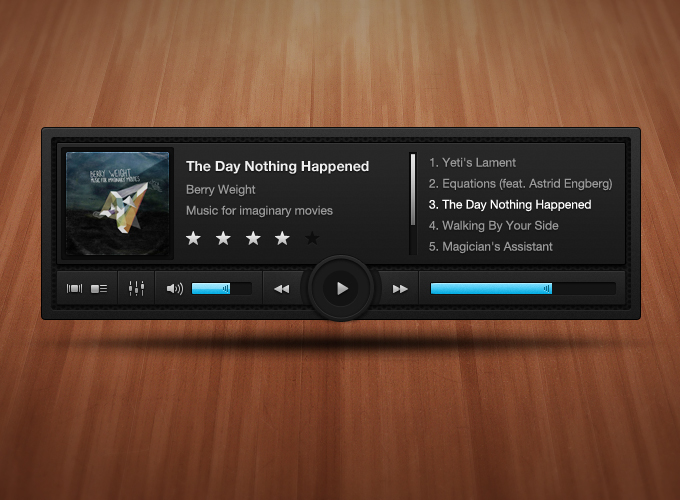 BERRY WEIGHT
MUSIC FOR IMAGINARY MOVIES
The Day Nothing Happened
Berry Weight
Music for imaginary movies
1. Yeti's Lament
2. Equations (feat. Astrid Engberg)
3. The Day Nothing Happened
4. Walking By Your Side
5. Magician's Assistant